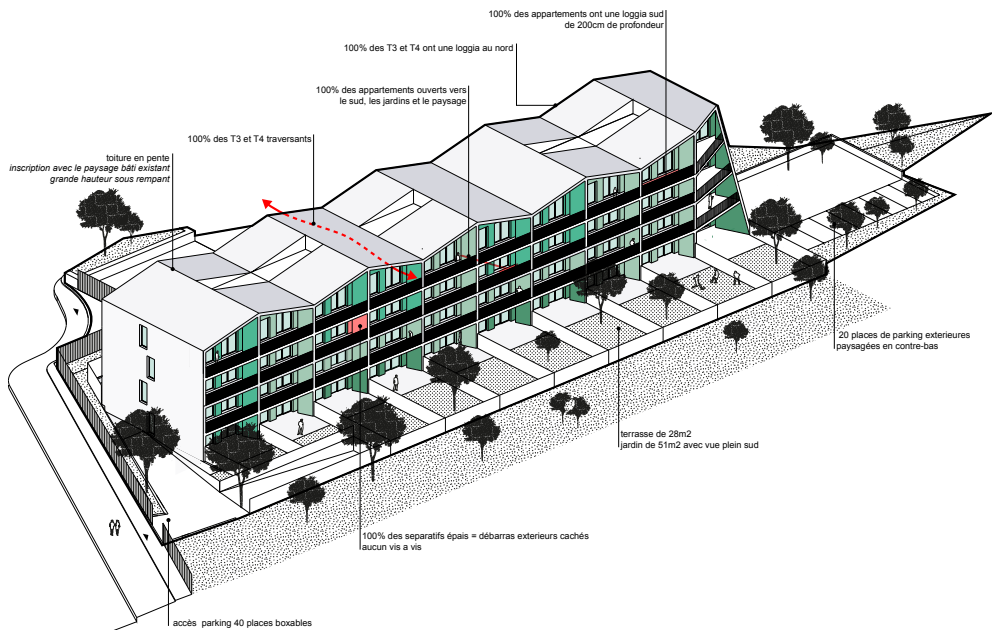 100% des appartements ont une loggia sud
de 200cm de profondeur
100% des T3 et T4 ont une loggia au nord
100% des appartements ouverts vers
le sud, les jardins et le paysage
100% des T3 et T4 traversants
toiture en pente
inscription avec le paysage bâti existant
grande hauteur sous rempant
20 places de parking exterieures
paysagées en contre-bas
terrasse de 28m2
jardin de 51m2 avec vue plein sud
100% des separatifs épais = débarras exterieurs cachés
aucun vis a vis
accès parking 40 places boxables